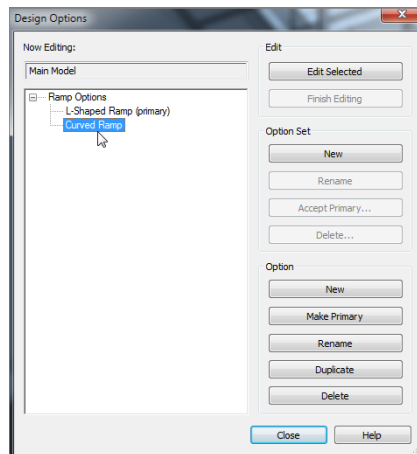 Design Options
Now Editing:
Main Model
Ramp Options
L-Shaped Ramp (primary)
Curved Ramp
Edit
Edit Selected
Finish Editing
Option Set
New
Rename
Accept Primary...
Delete...
Option
New
Make Primary
Rename
Duplicate
Delete
Close
Help